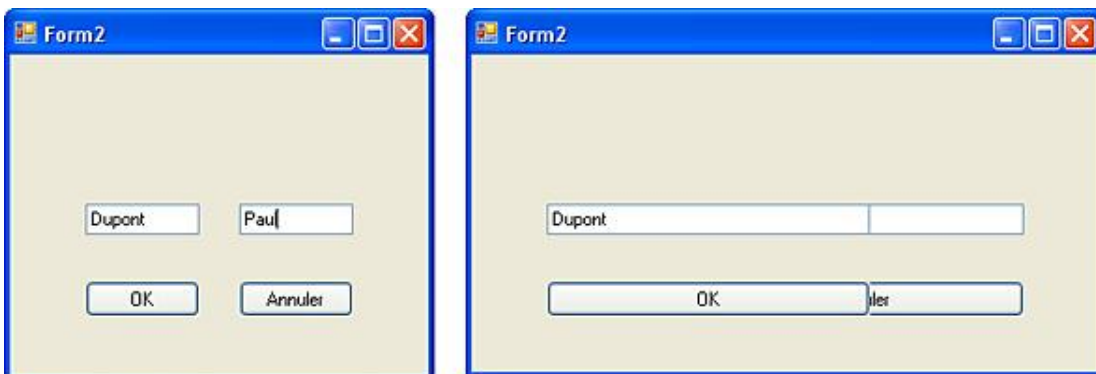 Form2
Dupont
Paul
OK
Annuler
Form2
Dupont
OK
ler